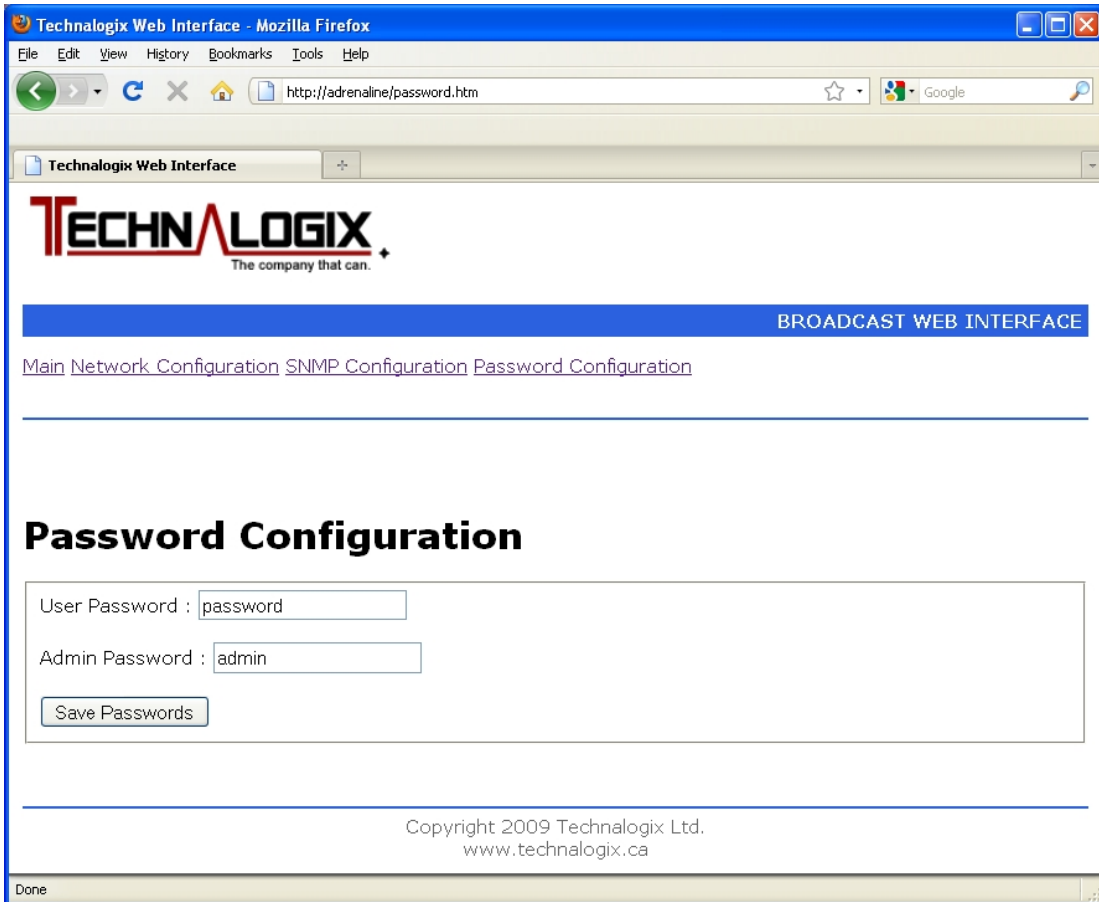 Technalogix Web Interface - Mozilla Firefox
File Edit View History Bookmarks Tools Help
http://adrenaline/password.htm Google
Technalogix Web Interface
TECHNALOGIX
The company that can.
BROADCAST WEB INTERFACE
Main Network Configuration SNMP Configuration Password Configuration
Password Configuration
User Password : password
Admin Password : admin
Save Passwords
Copyright 2009 Technalogix Ltd.
www.technalogix.ca
Done